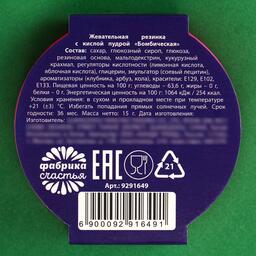 Жевательная резинка
с кислой пудрой «Бомбическая»
Состав: сахар, глюкозный сироп, глюкоза,
резиновая основа, мальтодекстрин, кукурузный
крахмал, регуляторы кислотности (лимонная кислота,
яблочная кислота), глицерин, эмульгатор (соевый лецитин),
ароматизаторы (клубника, арбуз, кола), красители: Е129, Е102,
Е133. Пищевая ценность на 100 г: углеводы – 63,6 г, жиры – 0 г,
белки – 0 г. Энергетическая ценность на 100 г: 1064 кДж / 254 ккал.
Условия хранения: в сухом и прохладном месте при температуре
+21 (±3) °С, избегать попадания прямых солнечных лучей. Срок
годности: 36 мес. Масса: 15 г. Дата изготовления:
Изготовитель:
фабрика
счастья
EAC
21
Арт.: 9291649
6 900092 916491